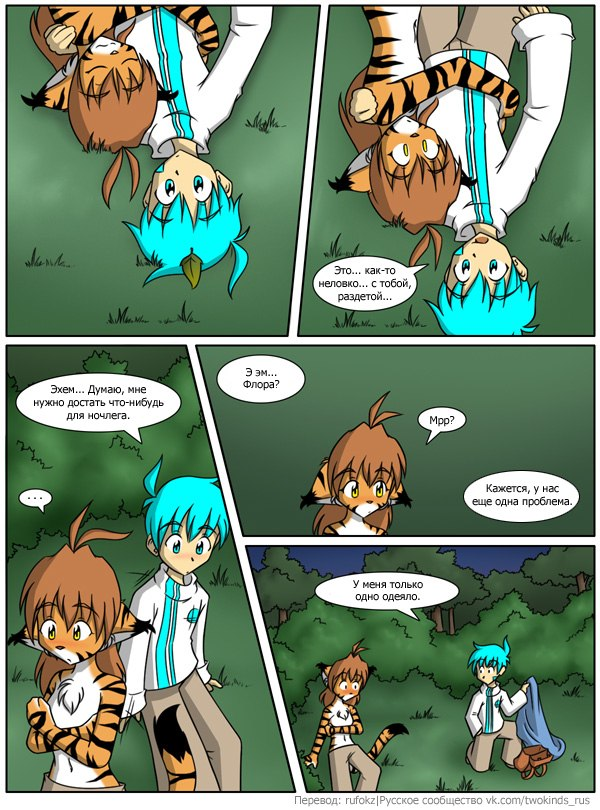 Это... как-то
неловко... с тобой,
раздетой...
Эхем... Думаю, мне
нужно достать что-нибудь
для ночлега.
...
Э эм...
Флора?
Мрр?
Кажется, у нас
еще одна проблема.
У меня только
одно одеяло.
Перевод: rufokz|Русское сообщество vk.com/twokinds_rus